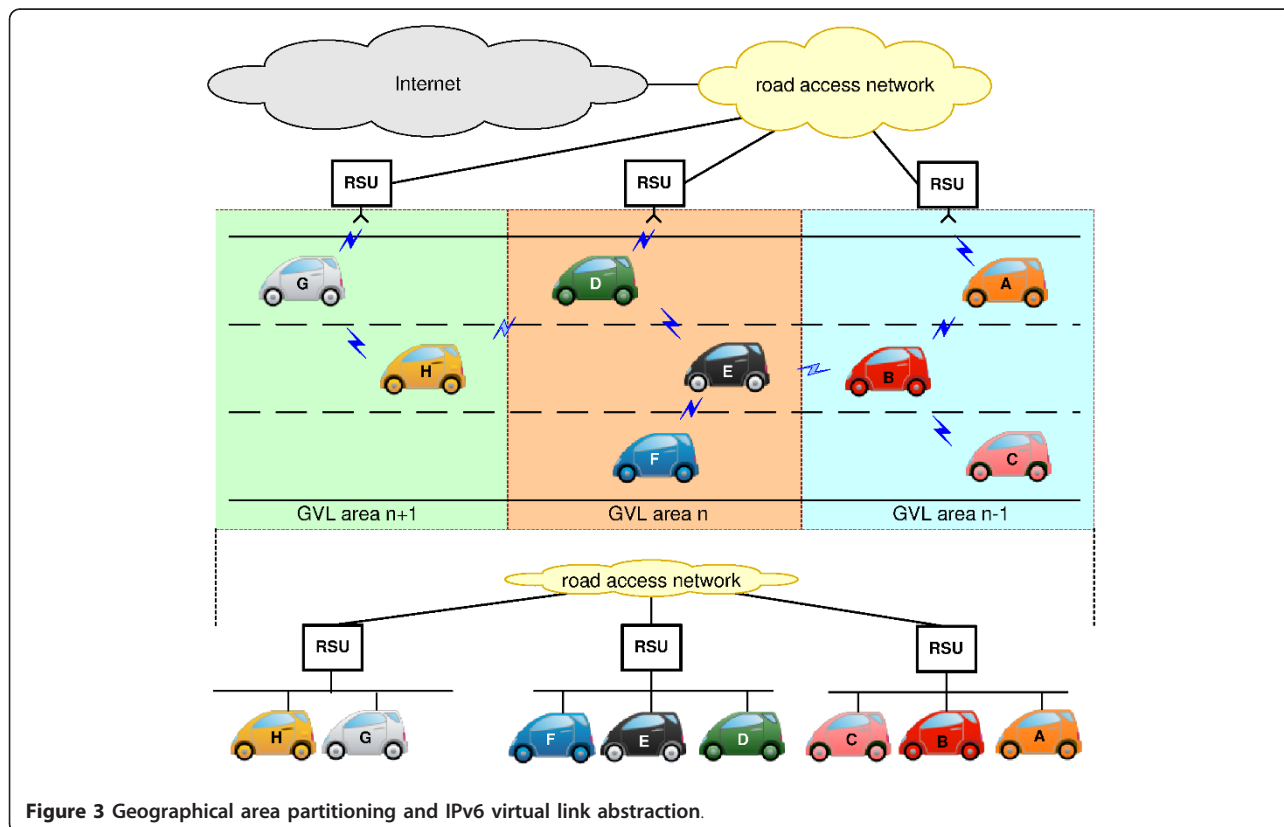 Internet
road access network
RSU
RSU
RSU
G
D
A
H
E
B
F
C
GVL area n+1
GVL area n
GVL area n-1
road access network
RSU
RSU
RSU
H
G
F
E
D
C
B
A
Figure 3 Geographical area partitioning and IPv6 virtual link abstraction.